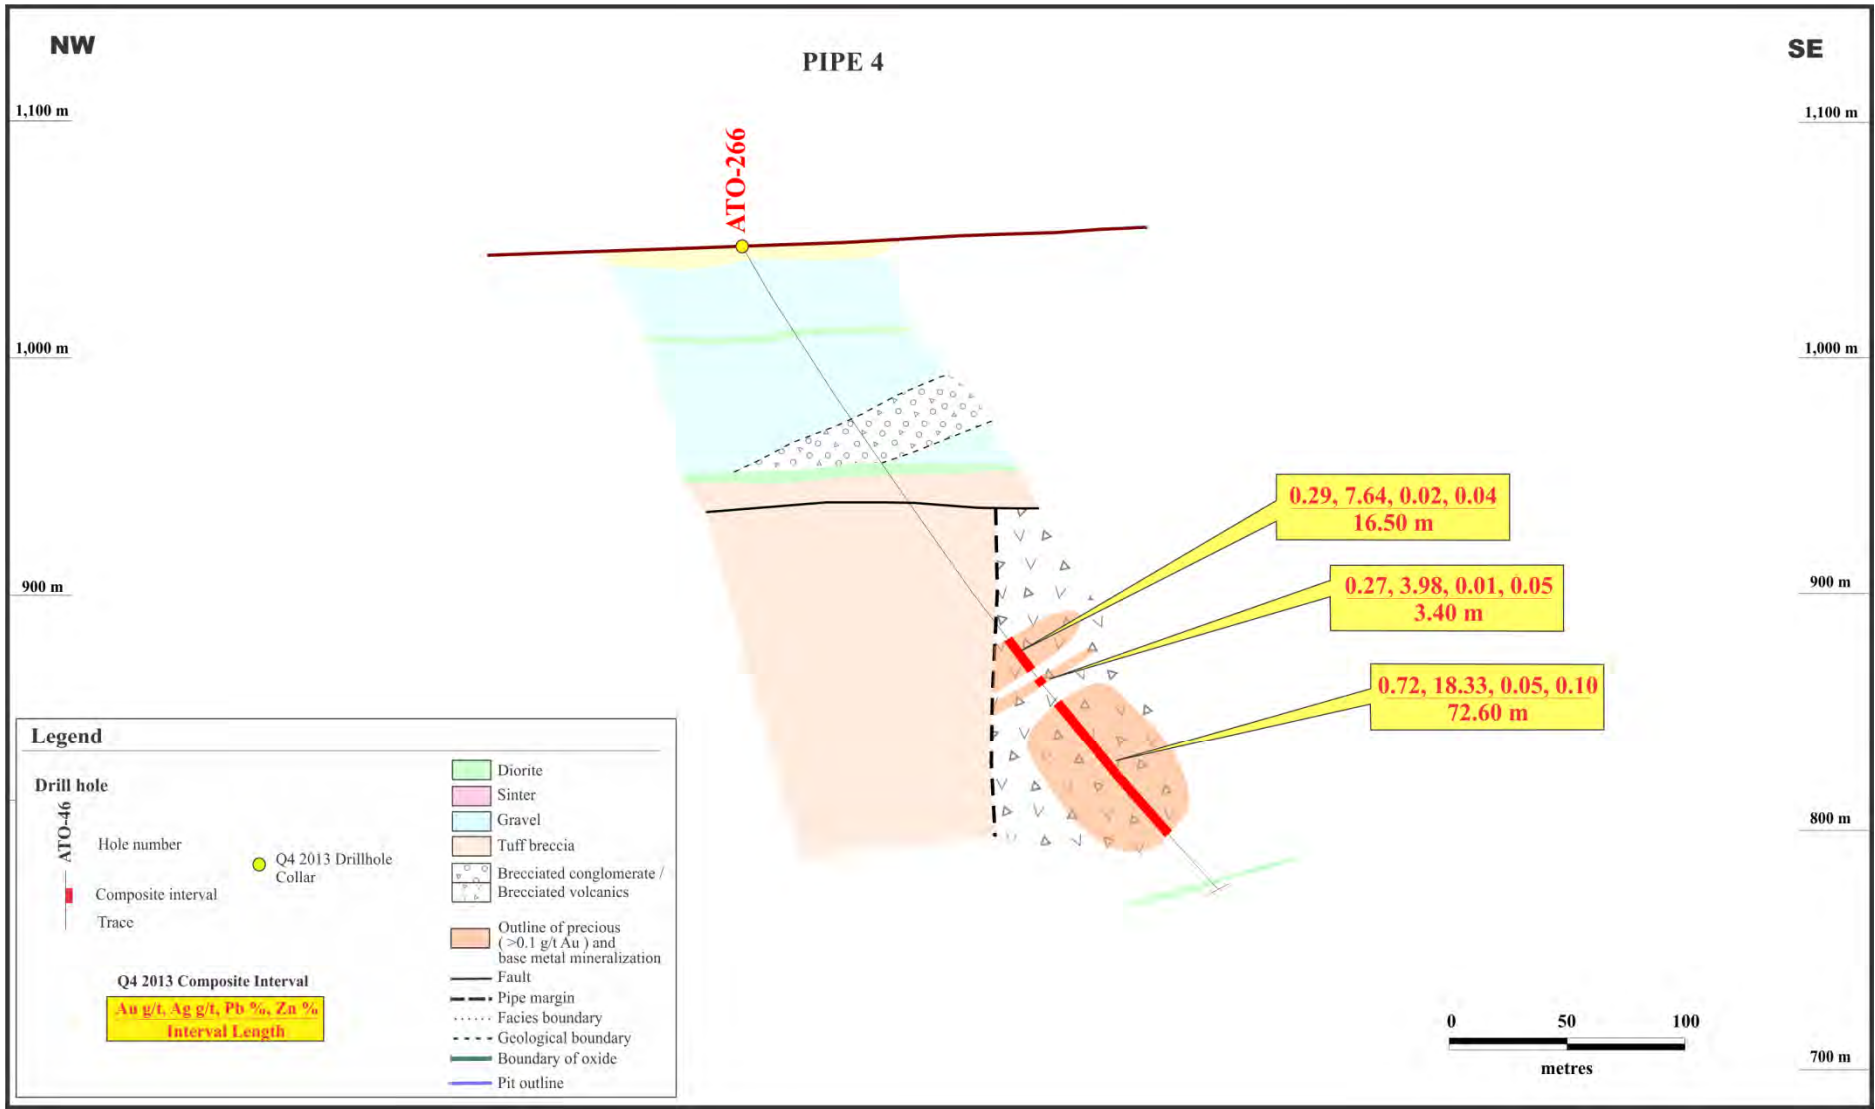 NW
PIPE 4
SE
1,100 m
1,100 m
ATO-266
1,000 m
1,000 m
0.29, 7.64, 0.02, 0.04
16.50 m
900 m
900 m
0.27, 3.98, 0.01, 0.05
3.40 m
0.72, 18.33, 0.05, 0.10
72.60 m
800 m
700 m
Legend
Drill hole
ATO-46
Hole number
Composite interval
Trace
Q4 2013 Drillhole
Collar
Q4 2013 Composite Interval
Au g/t, Ag g/t, Pb %, Zn %
Interval Length
Diorite
Sinter
Gravel
Tuff breccia
Brecciated conglomerate /
Brecciated volcanics
Outline of precious
( >0.1 g/t Au ) and
base metal mineralization
Fault
Pipe margin
Facies boundary
Geological boundary
Boundary of oxide
Pit outline
0 50 100
metres